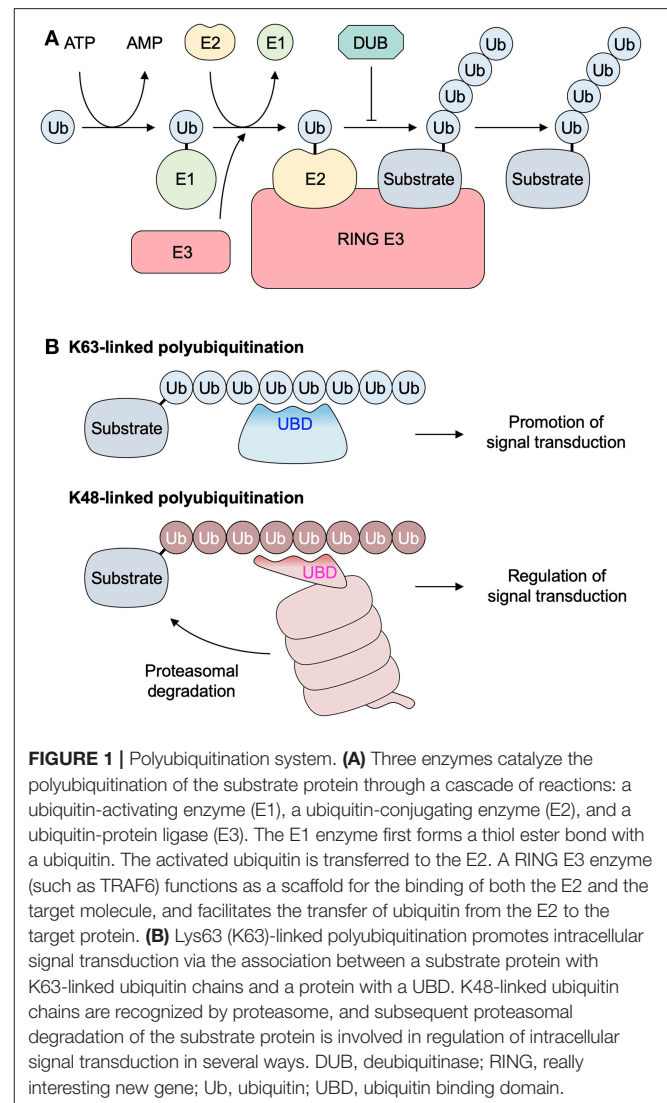 A ATP AMP E2 E1 DUB
Ub Ub Ub Ub Ub Ub Ub Ub Ub Ub Ub
E1 E2 Substrate Substrate
E3 RING E3
B K63-linked polyubiquitination
Ub Ub Ub Ub Ub Ub Ub Ub
Substrate UBD
Promotion of
signal transduction
K48-linked polyubiquitination
Ub Ub Ub Ub Ub Ub Ub Ub
Substrate UBD
Regulation of
signal transduction
Proteasomal
degradation
FIGURE 1 | Polyubiquitination system. (A) Three enzymes catalyze the
polyubiquitination of the substrate protein through a cascade of reactions: a
ubiquitin-activating enzyme (E1), a ubiquitin-conjugating enzyme (E2), and a
ubiquitin-protein ligase (E3). The E1 enzyme first forms a thiol ester bond with
a ubiquitin. The activated ubiquitin is transferred to the E2. A RING E3 enzyme
(such as TRAF6) functions as a scaffold for the binding of both the E2 and the
target molecule, and facilitates the transfer of ubiquitin from the E2 to the
target protein. (B) Lys63 (K63)-linked polyubiquitination promotes intracellular
signal transduction via the association between a substrate protein with
K63-linked ubiquitin chains and a protein with a UBD. K48-linked ubiquitin
chains are recognized by proteasome, and subsequent proteasomal
degradation of the substrate protein is involved in regulation of intracellular
signal transduction in several ways. DUB, deubiquitinase; RING, really
interesting new gene; Ub, ubiquitin; UBD, ubiquitin binding domain.